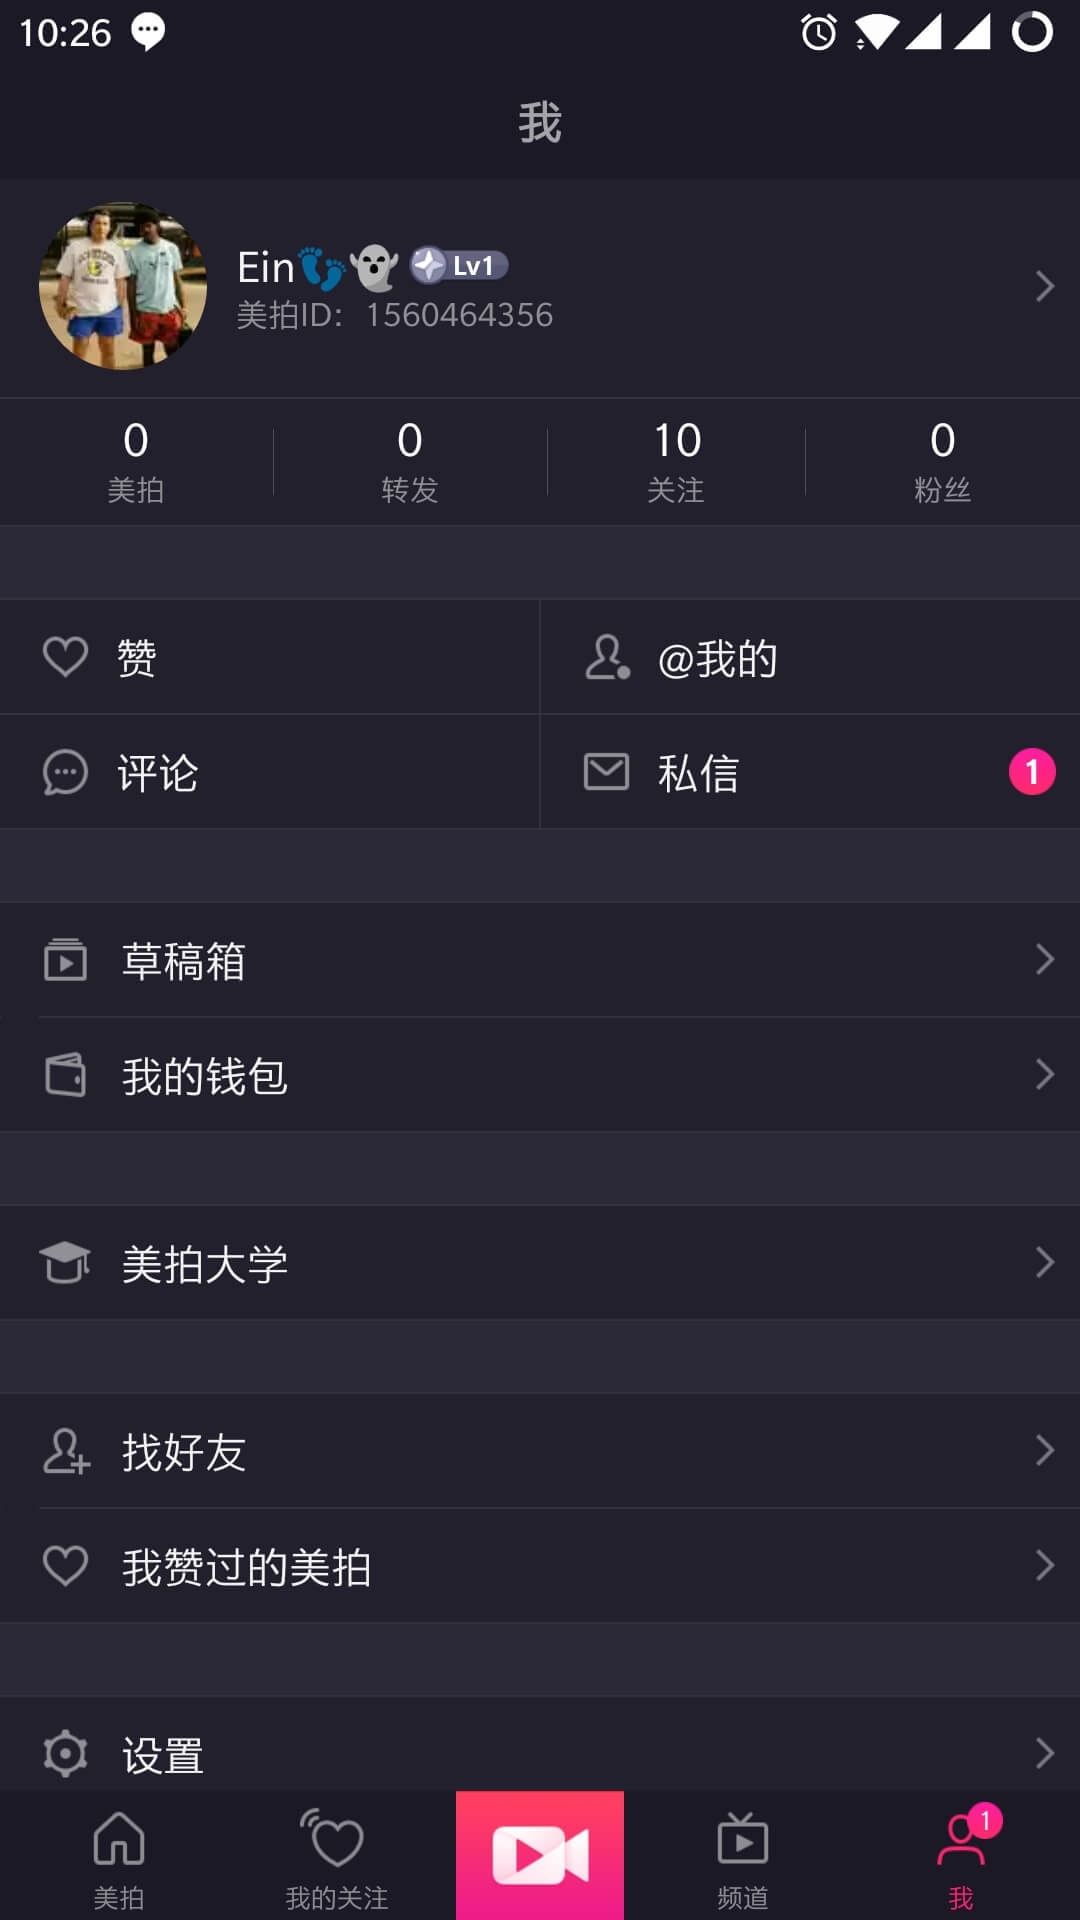 10:26
我
Ein👣👻 Lv1
美拍ID: 1560464356
0 0 10 0
美拍 转发 关注 粉丝
赞 @我的
评论 私信 1
草稿箱
我的钱包
美拍大学
找好友
我赞过的美拍
设置
1
美拍 我的关注 频道 我